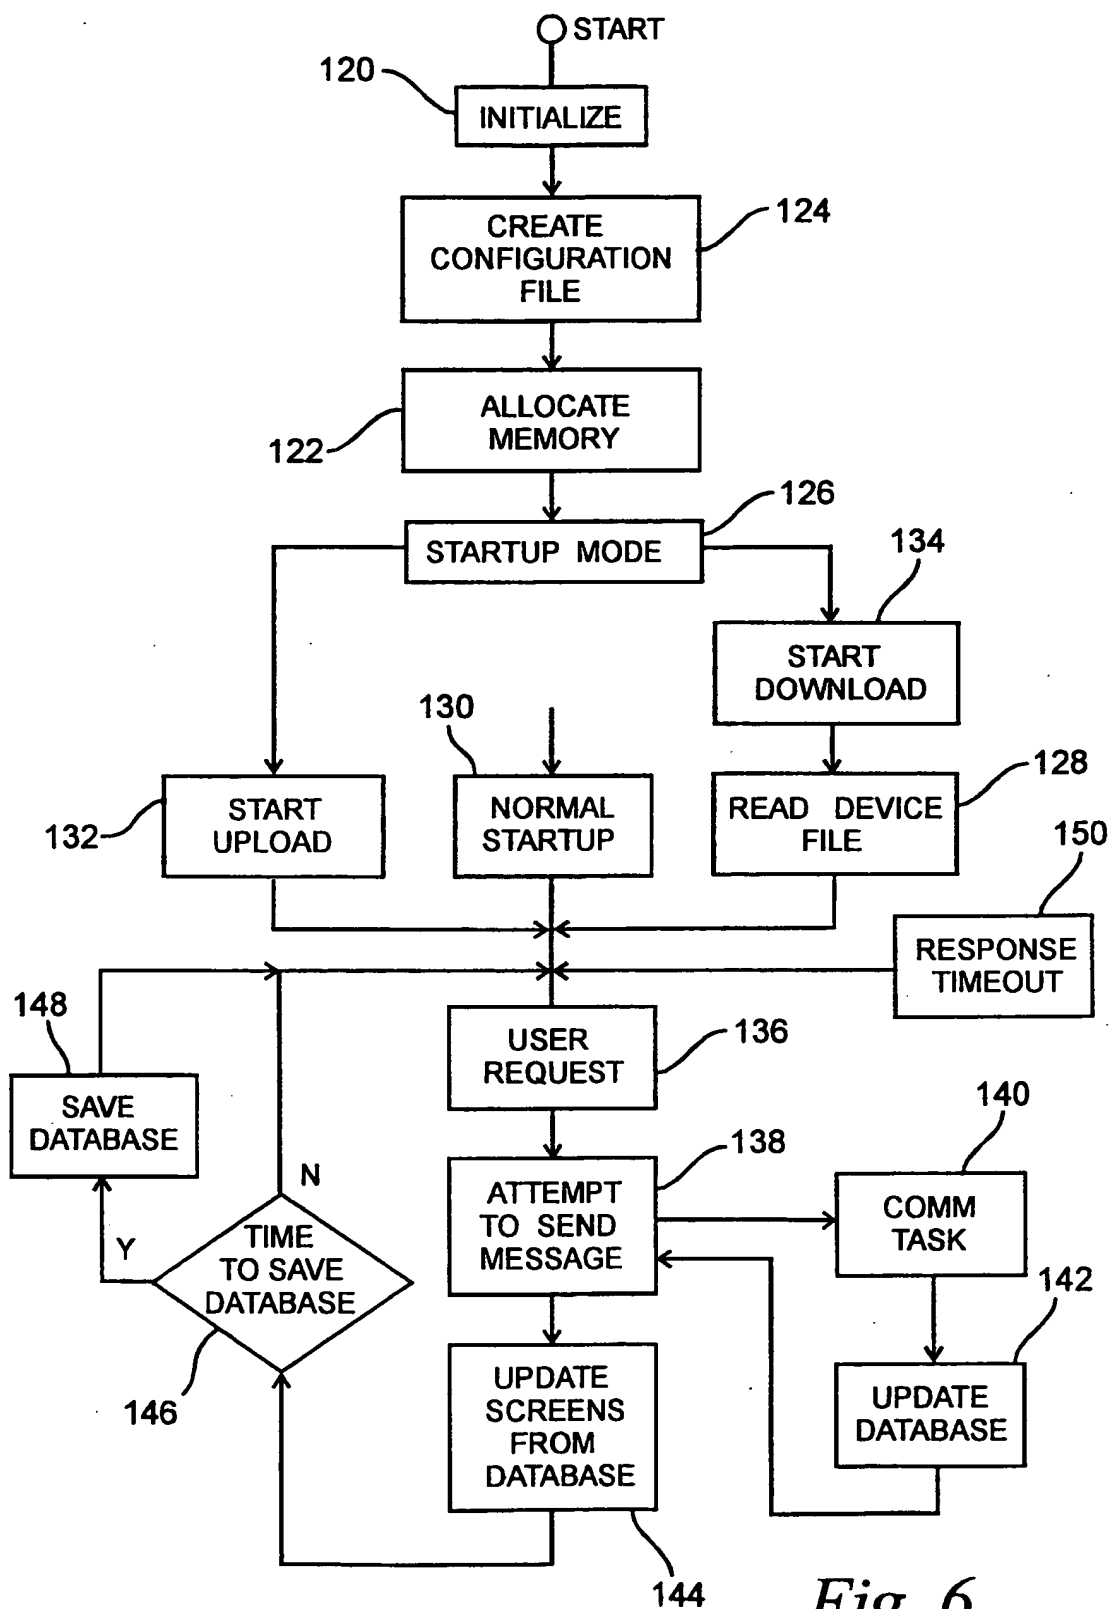 START
120
INITIALIZE
124
CREATE
CONFIGURATION
FILE
ALLOCATE
MEMORY
122
126
STARTUP MODE
134
START
DOWNLOAD
130
128
START
UPLOAD
132
NORMAL
STARTUP
READ DEVICE
FILE
150
RESPONSE
TIMEOUT
148
USER
REQUEST
136
SAVE
DATABASE
140
138
N
ATTEMPT
TO SEND
MESSAGE
COMM
TASK
Y
TIME
TO SAVE
DATABASE
142
146
UPDATE
SCREENS
FROM
DATABASE
UPDATE
DATABASE
144
Fig. 6